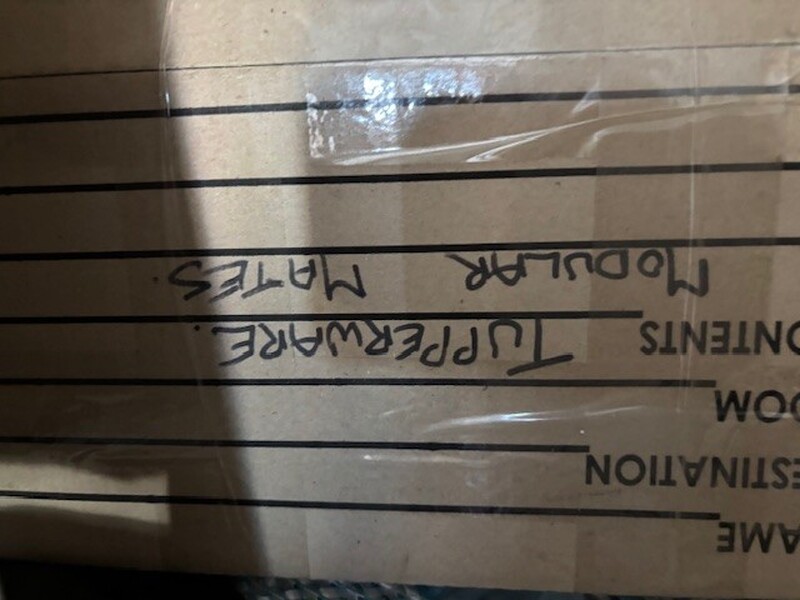 AME
ESTINATION
OOM
ONTENTS TUPPERWARE.
MODULAR MATES.